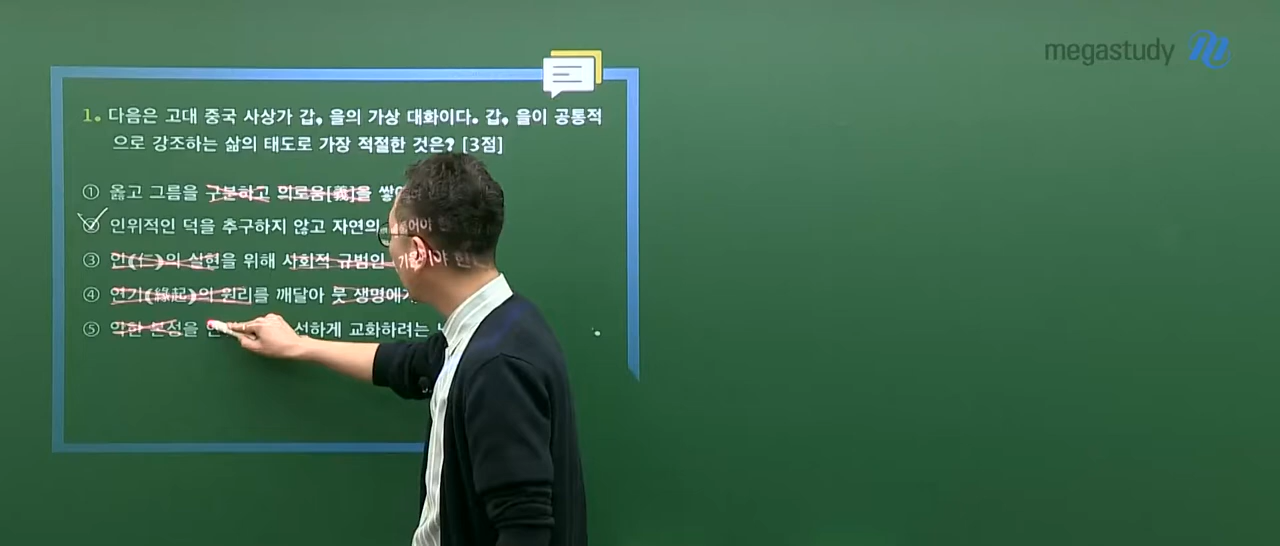 megastudy
1. 다음은 고대 중국 사상가 갑, 을의 가상 대화이다. 갑, 을이 공통적
으로 강조하는 삶의 태도로 가장 적절한 것은? [3점]
① 옳고 그름을 구분하고 의로움[義]을
② 인위적인 덕을 추구하지 않고 자연의
③ 인(仁)의 실현을 위해 사회적 규범인
④ 연기(緣起)의 원리를 깨달아 뭇 생명에게
⑤ 악한 본성을 선하게 교화하려는